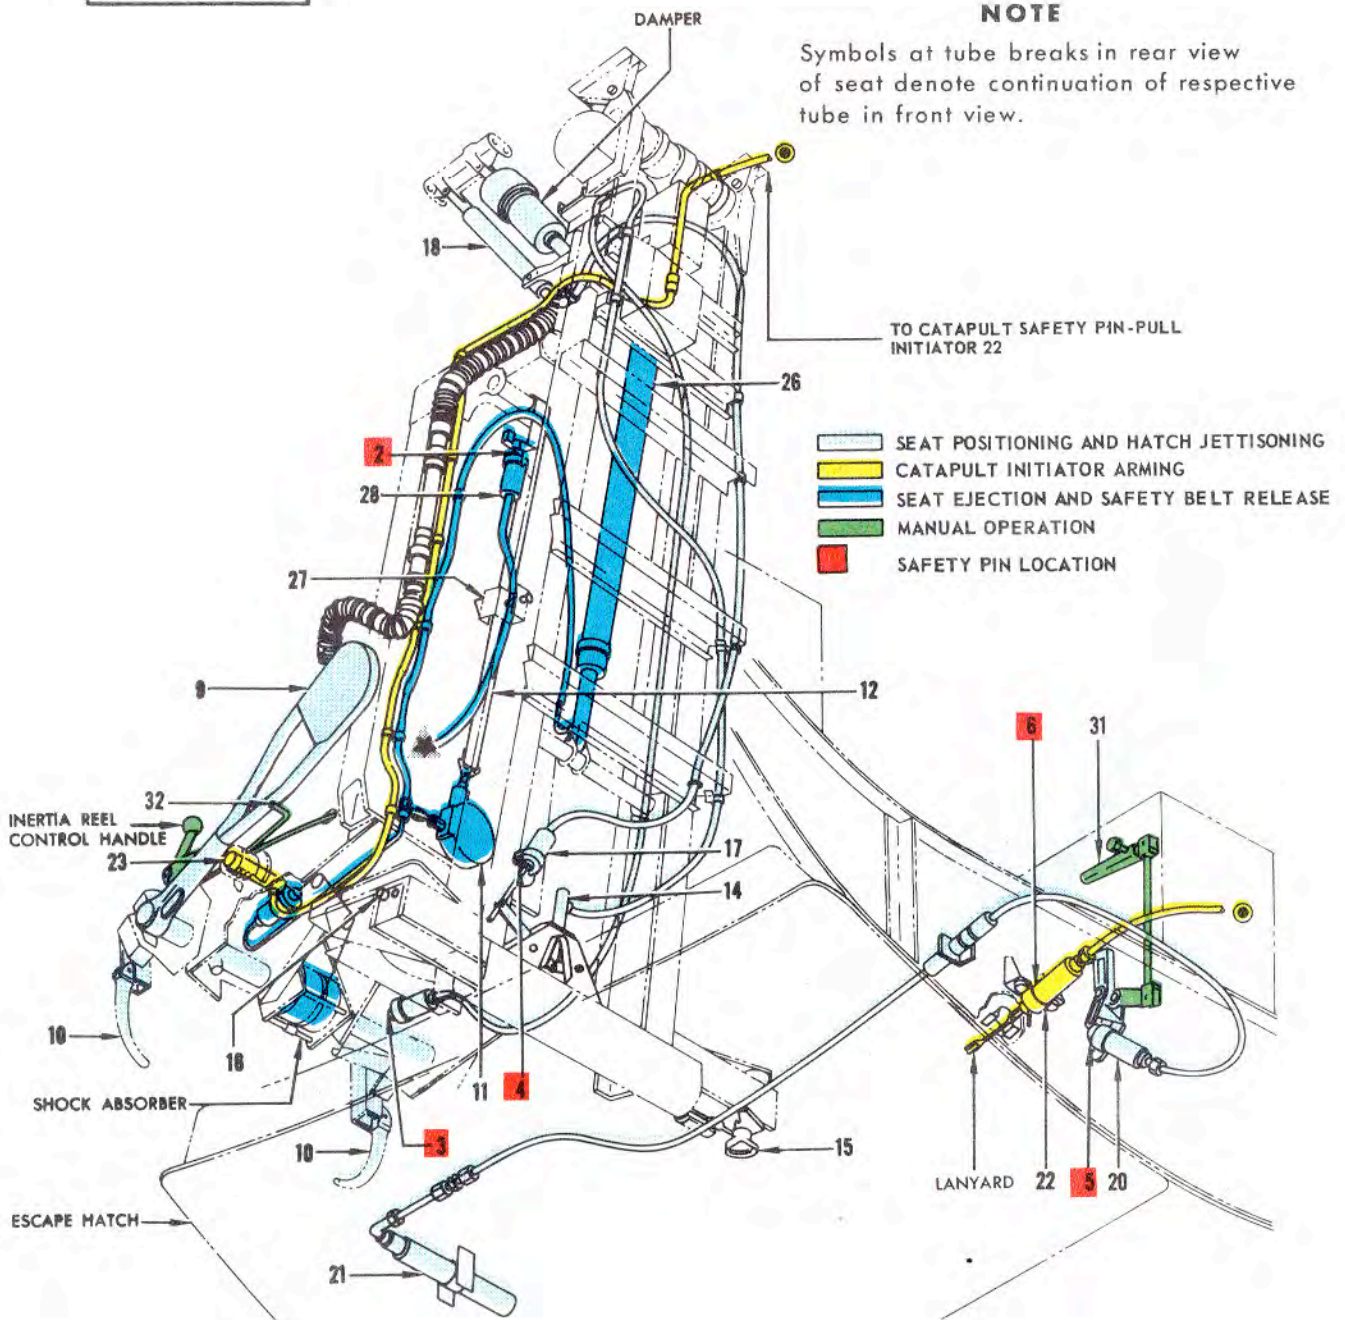 DAMPER
NOTE
Symbols at tube breaks in rear view
of seat denote continuation of respective
tube in front view.
18
TO CATAPULT SAFETY PIN-PULL
INITIATOR 22
26
SEAT POSITIONING AND HATCH JETTISONING
CATAPULT INITIATOR ARMING
SEAT EJECTION AND SAFETY BELT RELEASE
MANUAL OPERATION
SAFETY PIN LOCATION
2
28
27
9
12
6
31
32
INERTIA REEL
CONTROL HANDLE
23
17
14
10
16
11
4
SHOCK ABSORBER
3
10
15
LANYARD
22
5
20
ESCAPE HATCH
21